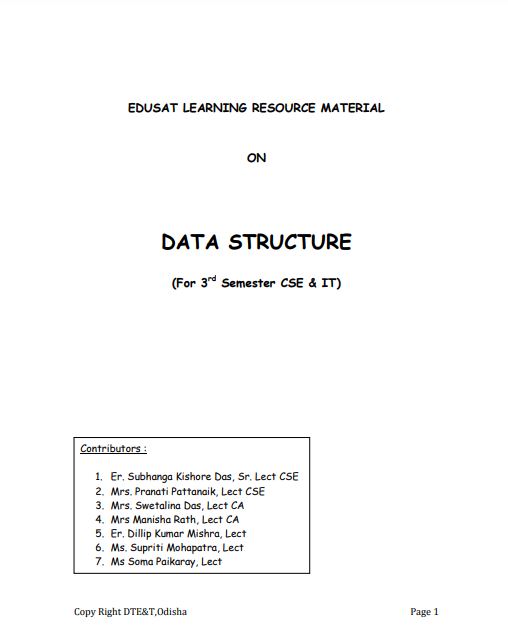 EDUSAT LEARNING RESOURCE MATERIAL
ON
DATA STRUCTURE
(For 3rd Semester CSE & IT)
Contributors :
1. Er. Subhanga Kishore Das, Sr. Lect CSE
2. Mrs. Pranati Pattanaik, Lect CSE
3. Mrs. Swetalina Das, Lect CA
4. Mrs Manisha Rath, Lect CA
5. Er. Dillip Kumar Mishra, Lect
6. Ms. Supriti Mohapatra, Lect
7. Ms Soma Paikaray, Lect
Copy Right DTE&T,Odisha Page 1